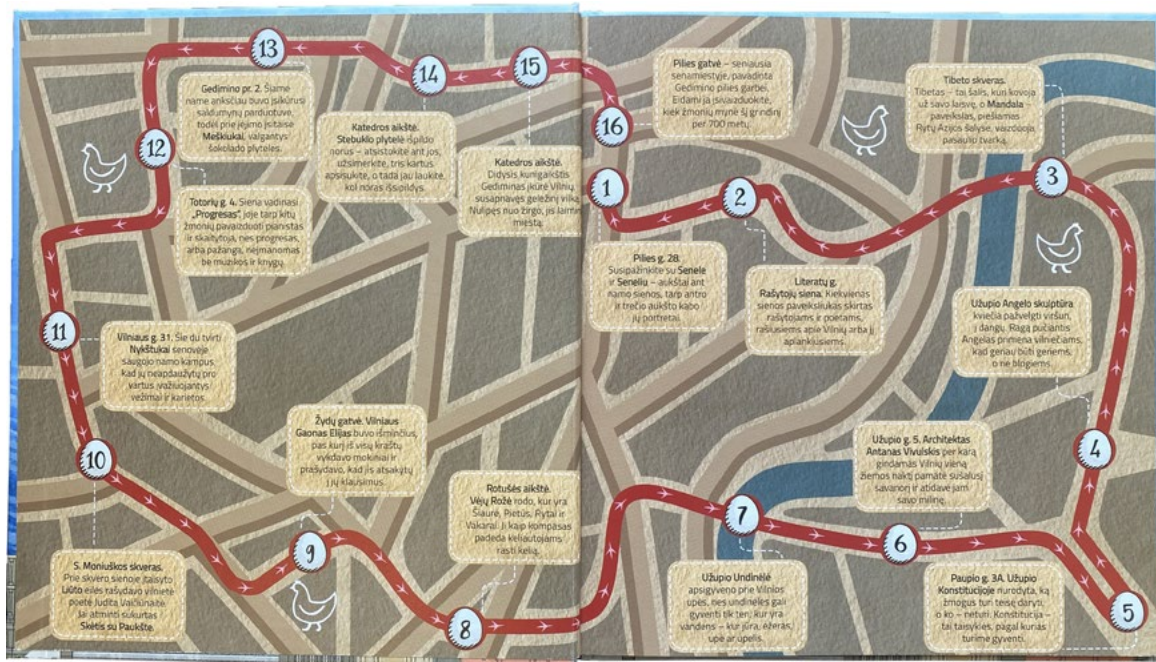 13
14
15
16
12
11
10
9
8
1
2
3
4
5
6
7
Gedimino pr. 2. Šiame
name anksčiau buvo įsikūrusi
saldumynų parduotuvė,
todėl prie įėjimo įsitaisė
Meškiukai, valgantys
šokolado plyteles.
Katedros aikštė.
Stebuklo plytelė išpildo
norus – atsistokite ant jos,
užsimerkite, tris kartus
apsisukite, o tada jau laukite,
kol noras išsipildys.
Katedros aikštė.
Didysis kunigaikštis
Gediminas įkūrė Vilnių,
susapnavęs geležinį vilką.
Nulipęs nuo žirgo, jis laimina
miestą.
Totorių g. 4. Siena vadinasi
„Progresas“, joje tarp kitų
žmonių pavaizduoti pianistas
ir skaitytoja, nes progresas,
arba pažanga, neįmanomas
be muzikos ir knygų.
Vilniaus g. 31. Šie du tvirti
Nykštukai senovėje
saugojo namo kampus,
kad jų neapdaužytų pro
vartus įvažiuojantys
vežimai ir karietos.
Žydų gatvė. Vilniaus
Gaonas Elijas buvo išminčius,
pas kurį iš visų kraštų
vykdavo mokiniai ir
prašydavo, kad jis atsakytų
į jų klausimus.
Rotušės aikštė.
Vėjų Rožė rodo, kur yra
Šiaurė, Pietūs, Rytai ir
Vakarai. Ji kaip kompasas
padeda keliautojams
rasti kelią.
S. Moniuškos skveras.
Prie skvero sienoje įtaisyto
Liūto eiles rašydavo vilnietė
poetė Judita Vaičiūnaitė.
Jai atminti sukurtas
Skėtis su Paukšte.
Pilies gatvė – seniausia
senamiestyje, pavadinta
Gedimino pilies garbei.
Eidami ja įsivaizduokite,
kiek žmonių mynė šį grindinį
per 700 metų.
Tibeto skveras.
Tibetas – tai šalis, kuri kovoja
už savo laisvę, o Mandala –
paveikslas, piešiamas
Rytų Azijos šalyse, vaizduoja
pasaulio tvarką.
Pilies g. 28.
Susipažinkite su Senele
ir Seneliu – aukštai ant
namo sienos, tarp antro
ir trečio aukšto kabo
jų portretai.
Literatų g.
Rašytojų siena. Kiekvienas
sienos paveiksliukas skirtas
rašytojams ir poetams,
rašiusiems apie Vilnių arba jį
aplankiusiems.
Užupio Angelo skulptūra
kviečia pažvelgti viršun,
į dangų. Ragą pučiantis
Angelas primena vilniečiams,
kad geriau būti geriems,
o ne blogiems.
Užupio g. 5. Architektas
Antanas Vivulskis per karą
gindamas Vilnių vieną
žiemos naktį pamatė sušalusį
savanorį ir atidavė jam
savo milinę.
Užupio Undinėlė
apsigyveno prie Vilnios
upės, nes undinėlės gali
gyventi tik ten, kur yra
vandens – kur jūra, ežeras,
upė ar upelis.
Paupio g. 3A. Užupio
Konstitucijoje nurodyta, ką
žmogus turi teisę daryti,
o ko – neturi. Konstitucija –
tai taisyklės, pagal kurias
turime gyventi.